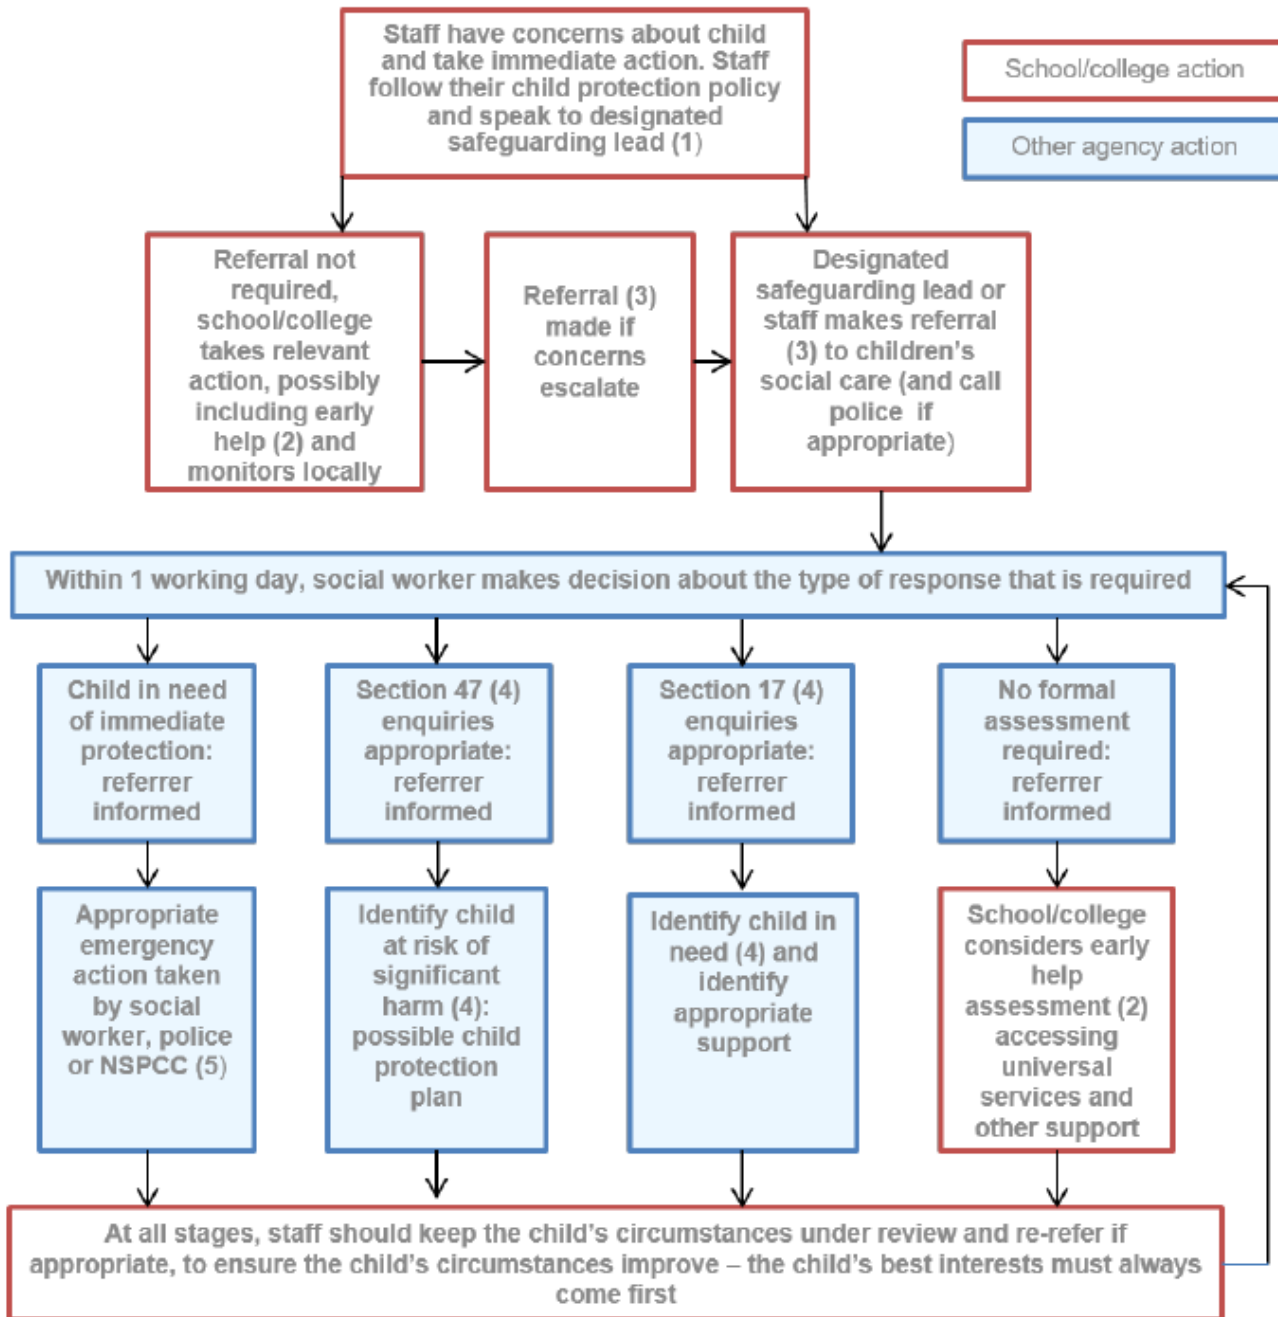 Staff have concerns about child
and take immediate action. Staff
follow their child protection policy
and speak to designated
safeguarding lead (1)
School/college action
Other agency action
Referral not
required,
school/college
takes relevant
action, possibly
including early
help (2) and
monitors locally
Referral (3)
made if
concerns
escalate
Designated
safeguarding lead or
staff makes referral
(3) to children’s
social care (and call
police if
appropriate)
Within 1 working day, social worker makes decision about the type of response that is required
Child in need
of immediate
protection:
referrer
informed
Section 47 (4)
enquiries
appropriate:
referrer
informed
Section 17 (4)
enquiries
appropriate:
referrer
informed
No formal
assessment
required:
referrer
informed
Appropriate
emergency
action taken
by social
worker, police
or NSPCC (5)
Identify child
at risk of
significant
harm (4):
possible child
protection
plan
Identify child in
need (4) and
identify
appropriate
support
School/college
considers early
help
assessment (2)
accessing
universal
services and
other support
At all stages, staff should keep the child’s circumstances under review and re-refer if
appropriate, to ensure the child’s circumstances improve – the child’s best interests must always
come first